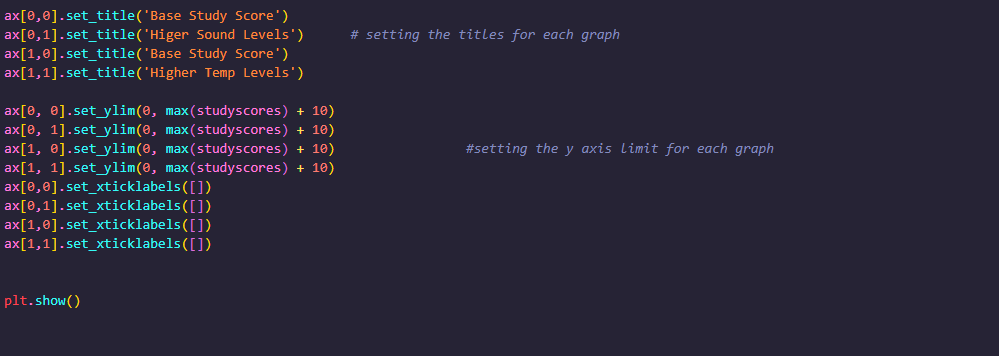 ax[0,0].set_title('Base Study Score')
ax[0,1].set_title('Higer Sound Levels')      # setting the titles for each graph
ax[1,0].set_title('Base Study Score')
ax[1,1].set_title('Higher Temp Levels')
ax[0, 0].set_ylim(0, max(studyscores) + 10)
ax[0, 1].set_ylim(0, max(studyscores) + 10)
ax[1, 0].set_ylim(0, max(studyscores) + 10)                 #setting the y axis limit for each graph
ax[1, 1].set_ylim(0, max(studyscores) + 10)
ax[0,0].set_xticklabels([])
ax[0,1].set_xticklabels([])
ax[1,0].set_xticklabels([])
ax[1,1].set_xticklabels([])
plt.show()